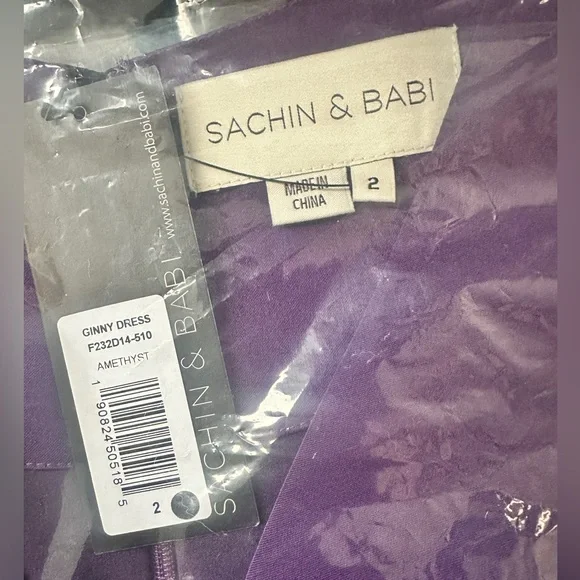 SACHIN & BABI
MADE IN
CHINA
2
www.sachinandbabi.com
SACHIN & BABI
GINNY DRESS
F232D14-510
AMETHYST
1 90824 50518 5
2